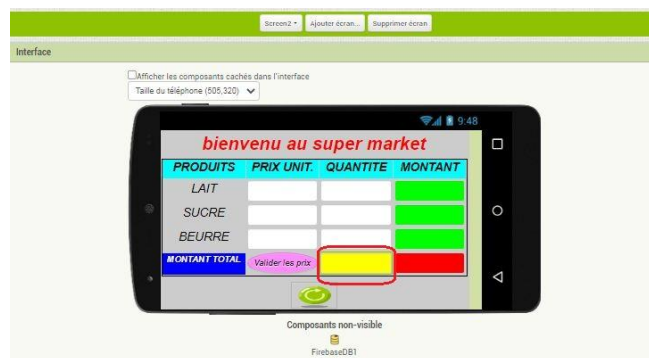 Screen2 Ajouter écran... Supprimer écran
Interface
Afficher les composants cachés dans l'interface
Taille du téléphone (505,320)
9:48
bienvenu au super market
PRODUITS PRIX UNIT. QUANTITE MONTANT
LAIT
SUCRE
BEURRE
MONTANT TOTAL Valider les prix
Composants non-visible
FirebaseDB1